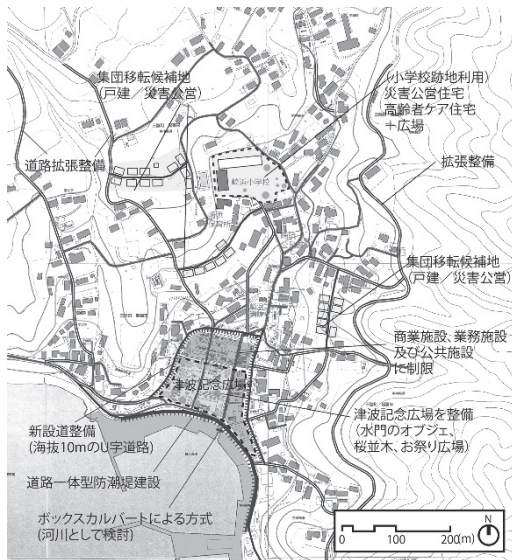 集団移転候補地
(戸建／災害公営)
(小学校跡地利用)
災害公営住宅
高齢者ケア住宅
＋広場
道路拡張整備
拡張整備
崎浜小学校
集団移転候補地
(戸建／災害公営)
商業施設、業務施設
及び公共施設
に制限
津波記念広場
津波記念広場を整備
(水門のオブジェ、
桜並木、お祭り広場)
新設道整備
(海抜10mのU字道路)
道路一体型防潮堤建設
ボックスカルバートによる方式
(河川として検討)
N
0 100 200(m)